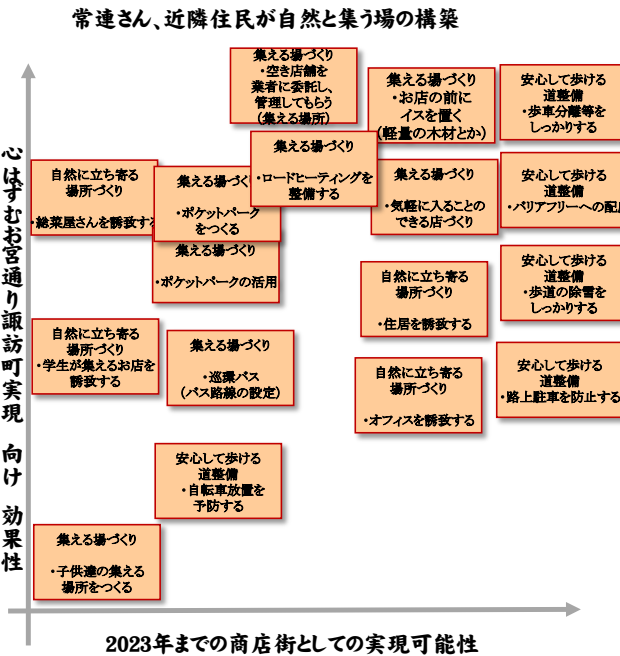 常連さん、近隣住民が自然と集う場の構築
心はずむお宮通り諏訪町実現　向け　効果性
集える場づくり
・空き店舗を
業者に委託し、
管理してもらう
(集える場所)
集える場づくり
・お店の前に
イスを置く
(軽量の木材とか)
安心して歩ける
道整備
・歩車分離等を
しっかりする
集える場づくり
・ロードヒーティングを
整備する
自然に立ち寄る
場所づくり
・総菜屋さんを誘致す
集える場づく
・ポケットパーク
をつくる
集える場づくり
・気軽に入ることの
できる店づくり
安心して歩ける
道整備
・バリアフリーへの配
集える場づくり
・ポケットパークの活用
自然に立ち寄る
場所づくり
・住居を誘致する
安心して歩ける
道整備
・歩道の除雪を
しっかりする
自然に立ち寄る
場所づくり
・学生が集えるお店を
誘致する
集える場づくり
・巡環バス
(バス路線の設定)
自然に立ち寄る
場所づくり
・オフィスを誘致する
安心して歩ける
道整備
・路上駐車を防止する
安心して歩ける
道整備
・自転車放置を
予防する
集える場づくり
・子供達の集える
場所をつくる
2023年までの商店街としての実現可能性